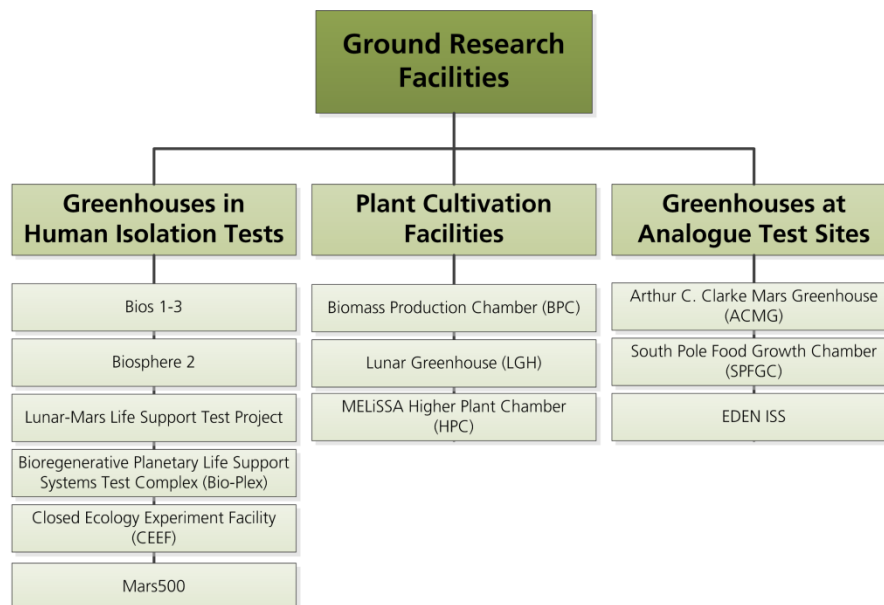 Ground Research
Facilities
Greenhouses in
Human Isolation Tests
Bios 1-3
Biosphere 2
Lunar-Mars Life Support Test Project
Bioregenerative Planetary Life Support
Systems Test Complex (Bio-Plex)
Closed Ecology Experiment Facility
(CEEF)
Mars500
Plant Cultivation
Facilities
Biomass Production Chamber (BPC)
Lunar Greenhouse (LGH)
MELiSSA Higher Plant Chamber
(HPC)
Greenhouses at
Analogue Test Sites
Arthur C. Clarke Mars Greenhouse
(ACMG)
South Pole Food Growth Chamber
(SPFGC)
EDEN ISS